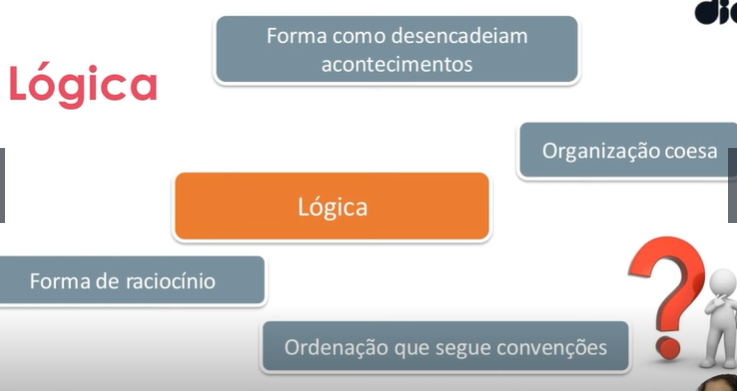 Lógica
Forma como desencadeiam
acontecimentos
Organização coesa
Lógica
Forma de raciocínio
Ordenação que segue convenções